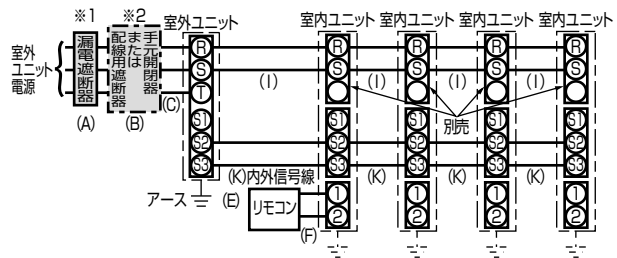 ※1
※2
室外ユニット
室内ユニット
室内ユニット
室内ユニット
室内ユニット
室外
ユニット
電源
漏電遮断器
手元開閉器
または
配線用遮断器
R
S
T
S1
S2
S3
R
S
S1
S2
S3
1
2
R
S
S1
S2
S3
1
2
R
S
S1
S2
S3
1
2
R
S
S1
S2
S3
1
2
(A)
(B)
(C)
(I)
(I)
(I)
(I)
別売
(K)内外信号線
(K)
(K)
(K)
アース
(E)
リモコン
(F)